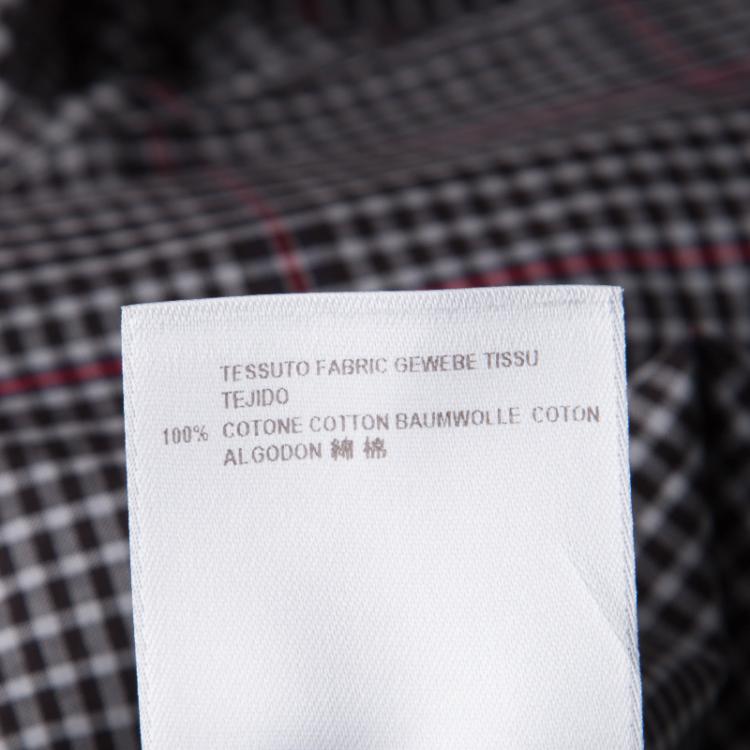 TESSUTO FABRIC GEWEBE TISSU
TEJIDO
100% COTONE COTTON BAUMWOLLE COTON
ALGODON 綿 棉